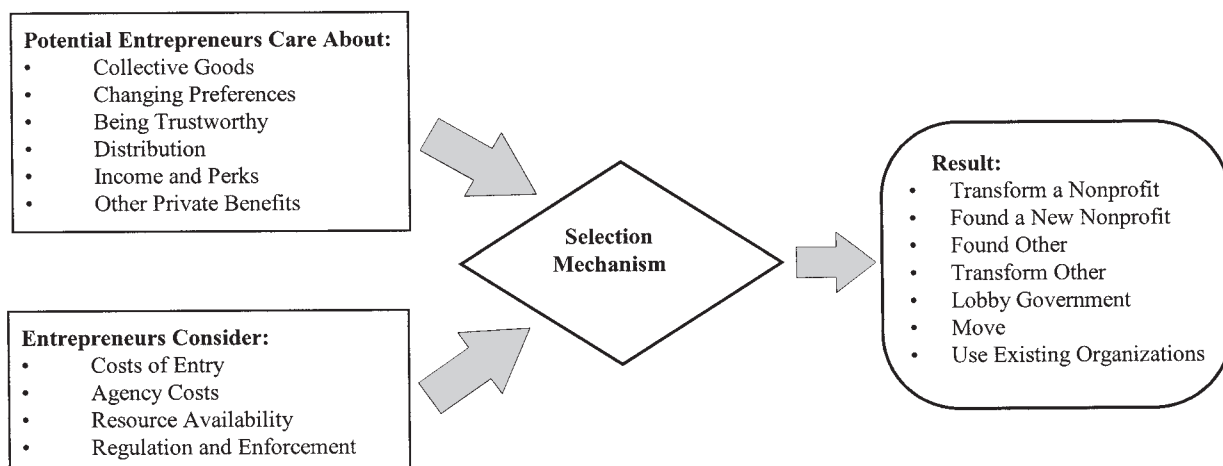 Potential Entrepreneurs Care About:
• Collective Goods
• Changing Preferences
• Being Trustworthy
• Distribution
• Income and Perks
• Other Private Benefits
Entrepreneurs Consider:
• Costs of Entry
• Agency Costs
• Resource Availability
• Regulation and Enforcement
Selection
Mechanism
Result:
• Transform a Nonprofit
• Found a New Nonprofit
• Found Other
• Transform Other
• Lobby Government
• Move
• Use Existing Organizations